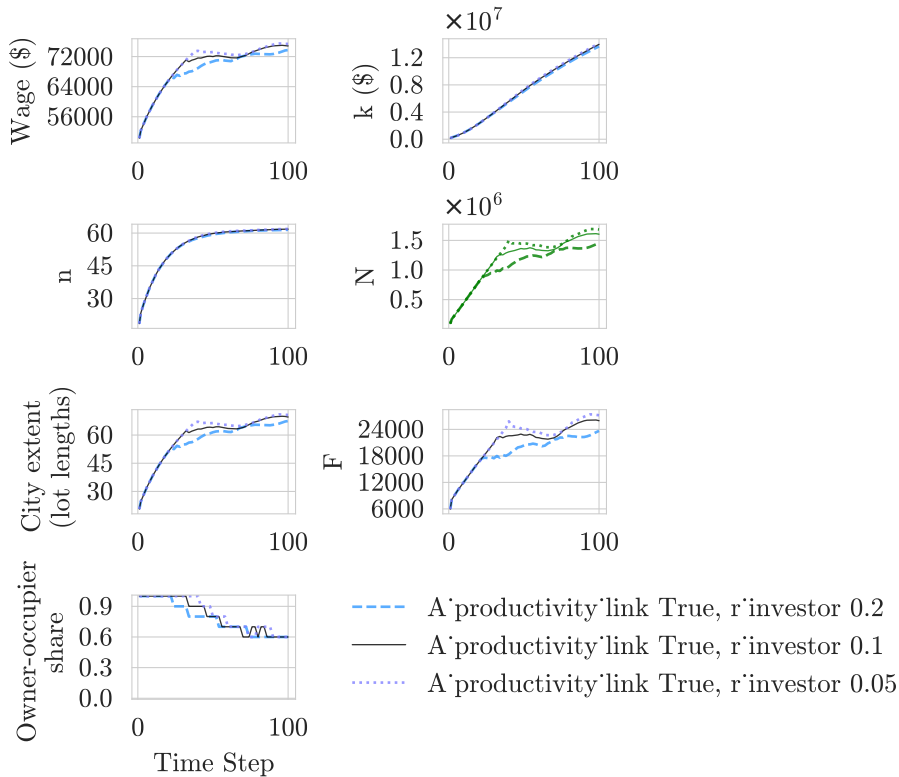 ×10⁷
Wage ($)
72000
64000
56000
0 100
k ($)
1.2
0.8
0.4
0.0
0 100
n
60
45
30
0 100
×10⁶
N
1.5
1.0
0.5
0 100
City extent
(lot lengths)
60
45
30
0 100
F
24000
18000
12000
6000
0 100
Owner-occupier
share
0.9
0.6
0.3
0.0
0 100
Time Step
A˙productivity˙link True, r˙investor 0.2
A˙productivity˙link True, r˙investor 0.1
A˙productivity˙link True, r˙investor 0.05